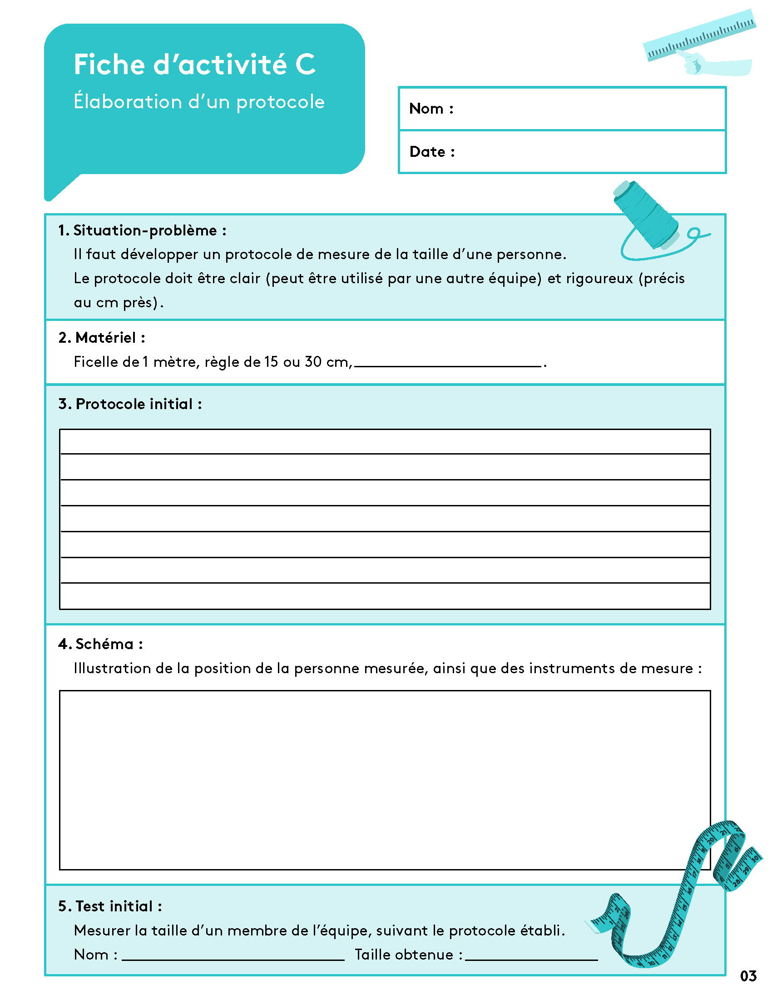 Fiche d’activité C
Élaboration d’un protocole
Nom :
Date :
1. Situation-problème :
Il faut développer un protocole de mesure de la taille d’une personne.
Le protocole doit être clair (peut être utilisé par une autre équipe) et rigoureux (précis
au cm près).
2. Matériel :
Ficelle de 1 mètre, règle de 15 ou 30 cm, .
3. Protocole initial :
4. Schéma :
Illustration de la position de la personne mesurée, ainsi que des instruments de mesure :
5. Test initial :
Mesurer la taille d’un membre de l’équipe, suivant le protocole établi.
Nom : Taille obtenue :
03